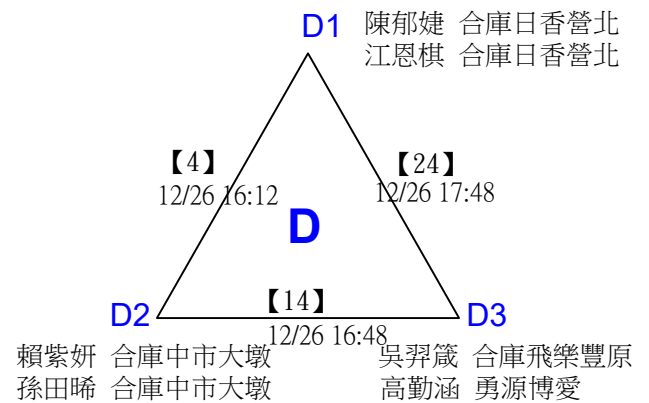 D1 陳郁婕 合庫日香營北
江恩棋 合庫日香營北
【4】 【24】
12/26 16:12 12/26 17:48
D
【14】
D2 D3
12/26 16:48
賴紫妍 合庫中市大墩 吳羿箴 合庫飛樂豐原
孫田晞 合庫中市大墩 高勤涵 勇源博愛